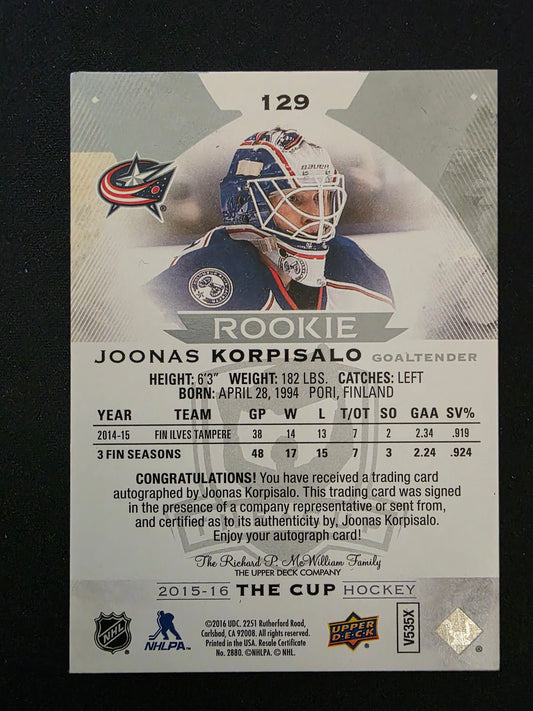 129
BAUER
ROOKIE
JOONAS KORPISALO GOALTENDER
HEIGHT: 6'3" WEIGHT: 182 LBS. CATCHES: LEFT
BORN: APRIL 28, 1994 PORI, FINLAND
YEAR TEAM GP W L T/OT SO GAA SV%
2014-15 FIN ILVES TAMPERE 38 14 13 7 2 2.34 .919
3 FIN SEASONS 48 17 15 7 3 2.24 .924
CONGRATULATIONS! You have received a trading card
autographed by Joonas Korpisalo. This trading card was signed
in the presence of a company representative or sent from,
and certified as to its authenticity by, Joonas Korpisalo.
Enjoy your autograph card!
The Richard P. McWilliam Family
THE UPPER DECK COMPANY
2015-16 THE CUP HOCKEY
NHL
NHLPA™
©2016 UDC. 2251 Rutherford Road,
Carlsbad, CA 92008. All rights reserved.
Printed in the USA. Resale Certificate
No. 2880. ©NHLPA. © NHL.
UPPER
DECK
V535X
®